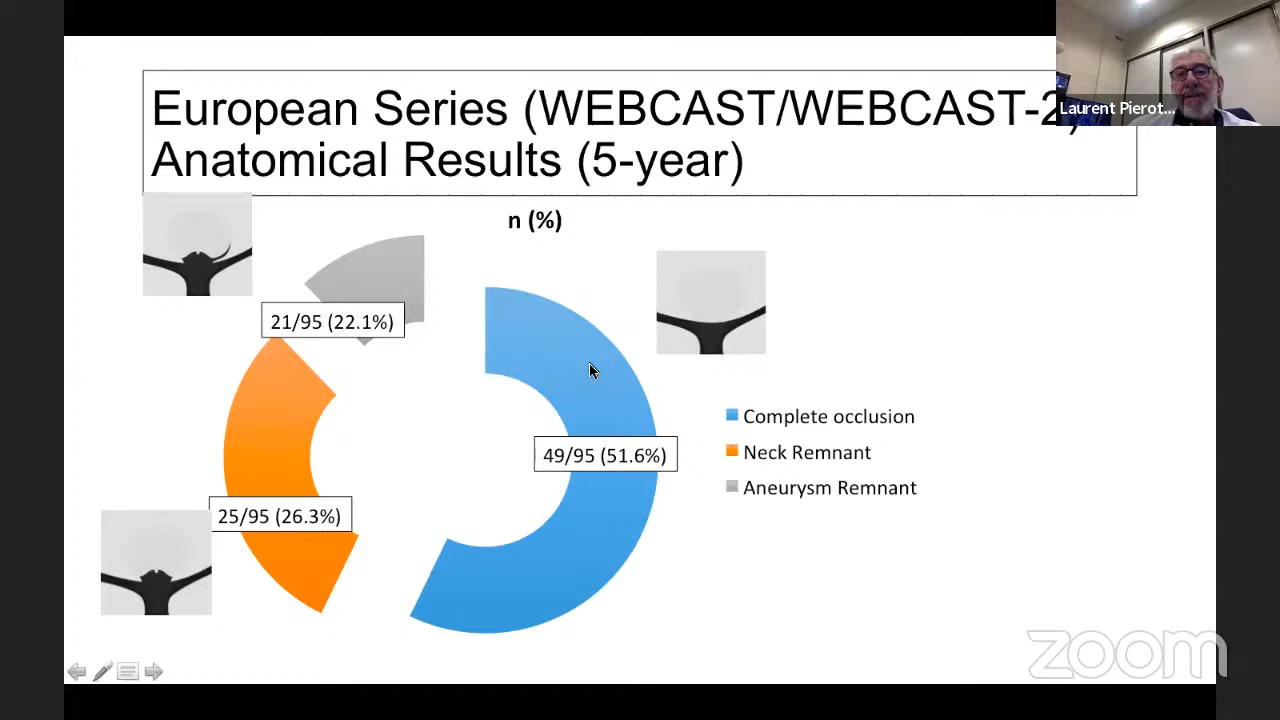 European Series (WEBCAST/WEBCAST-2)
Anatomical Results (5-year)
Laurent Pierot...
n (%)
21/95 (22.1%)
49/95 (51.6%)
25/95 (26.3%)
Complete occlusion
Neck Remnant
Aneurysm Remnant
zoom